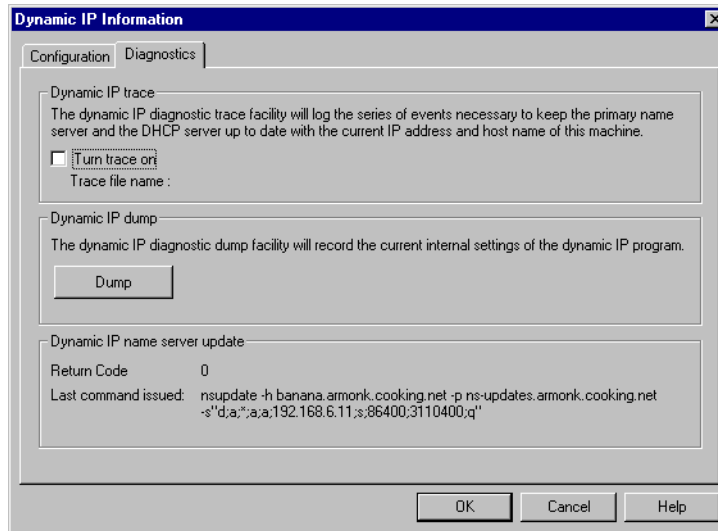 Dynamic IP Information
Configuration
Diagnostics
Dynamic IP trace
The dynamic IP diagnostic trace facility will log the series of events necessary to keep the primary name
server and the DHCP server up to date with the current IP address and host name of this machine.
Turn trace on
Trace file name :
Dynamic IP dump
The dynamic IP diagnostic dump facility will record the current internal settings of the dynamic IP program.
Dump
Dynamic IP name server update
Return Code 0
Last command issued: nsupdate -h banana.armonk.cooking.net -p ns-updates.armonk.cooking.net
-s"d;a;*;a;a;192.168.6.11;s;86400;3110400;q"
OK Cancel Help